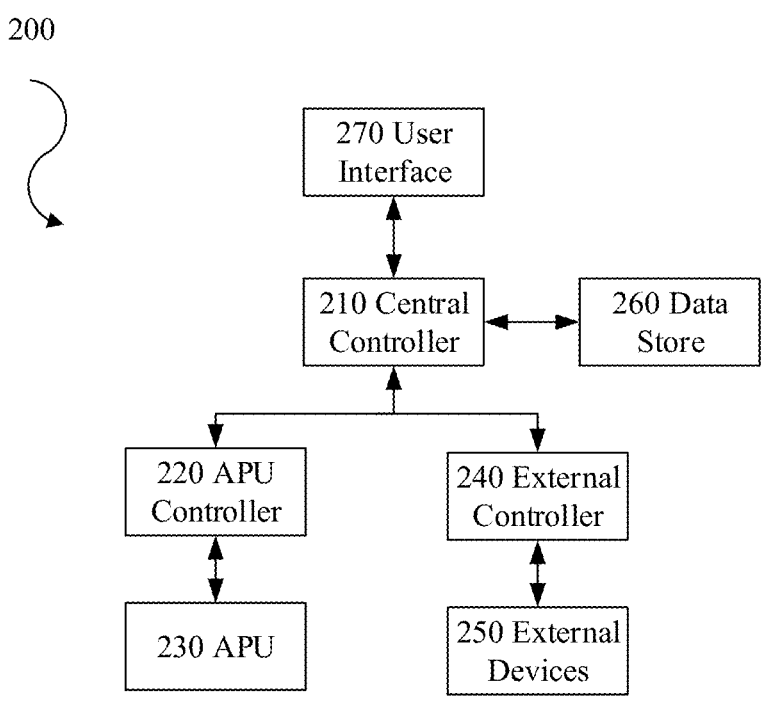 200
270 User
Interface
210 Central
Controller
260 Data
Store
220 APU
Controller
240 External
Controller
230 APU
250 External
Devices